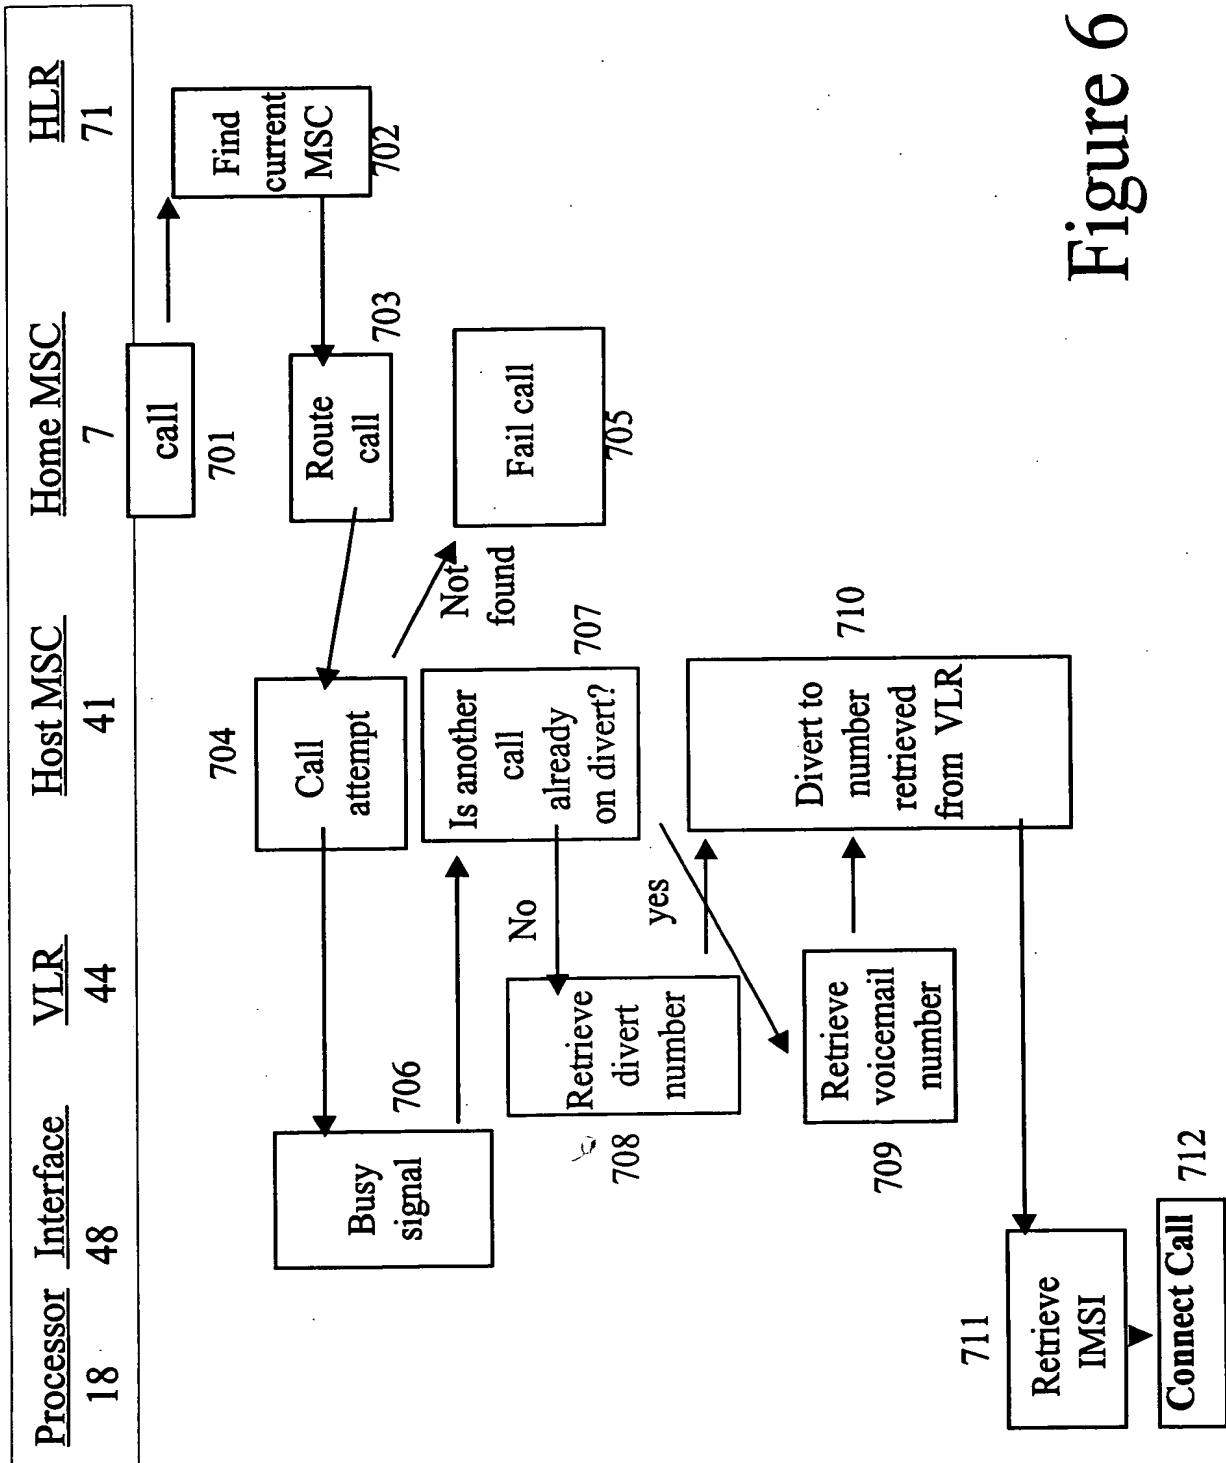 Processor Interface VLR Host MSC Home MSC HLR
18 48 44 41 7 71
call
701
Find
current
MSC
702
Route
call
703
704
Call
attempt
Not
found
Fail call
705
Busy
signal
706
Is another
call
already
on divert?
707
No
yes
Retrieve
divert
number
708
Retrieve
voicemail
number
709
Divert to
number
retrieved
from VLR
710
711
Retrieve
IMSI
Connect Call
712
Figure 6